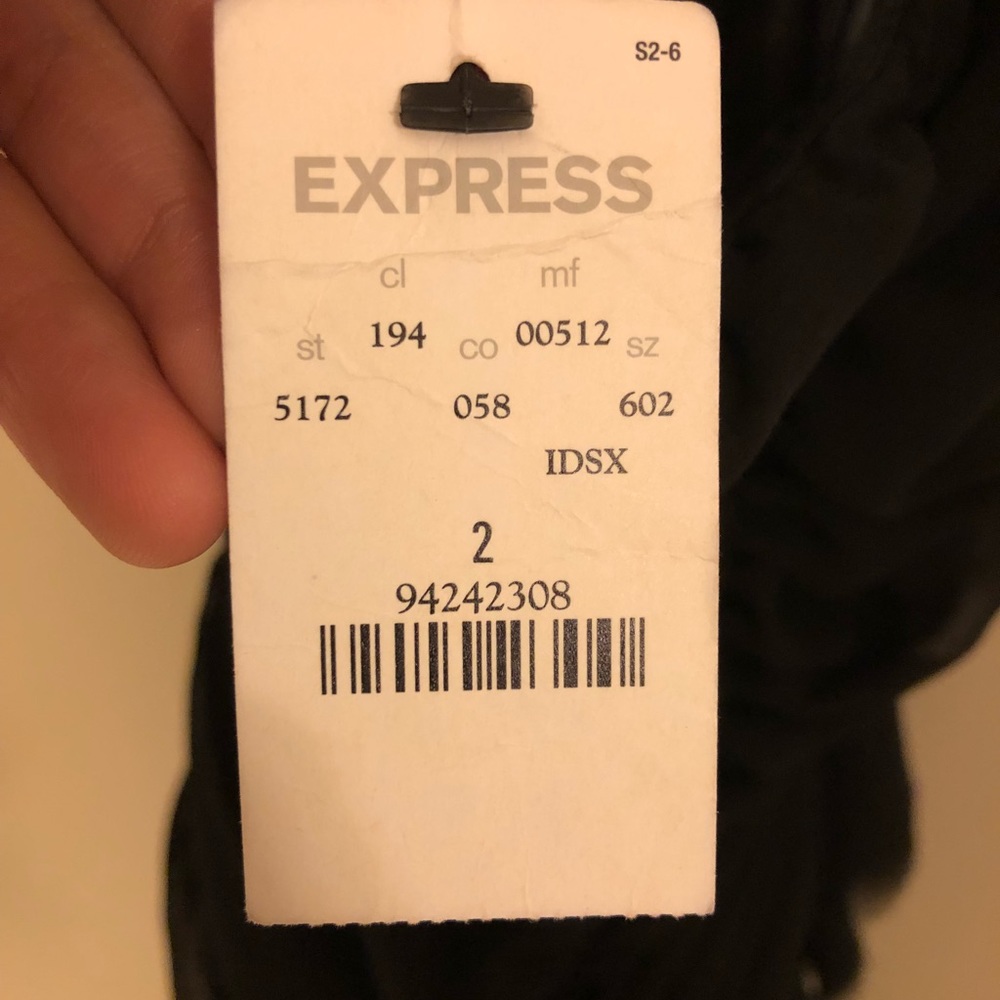 S2-6
EXPRESS
cl mf
194 00512
st co sz
5172 058 602
IDSX
2
94242308